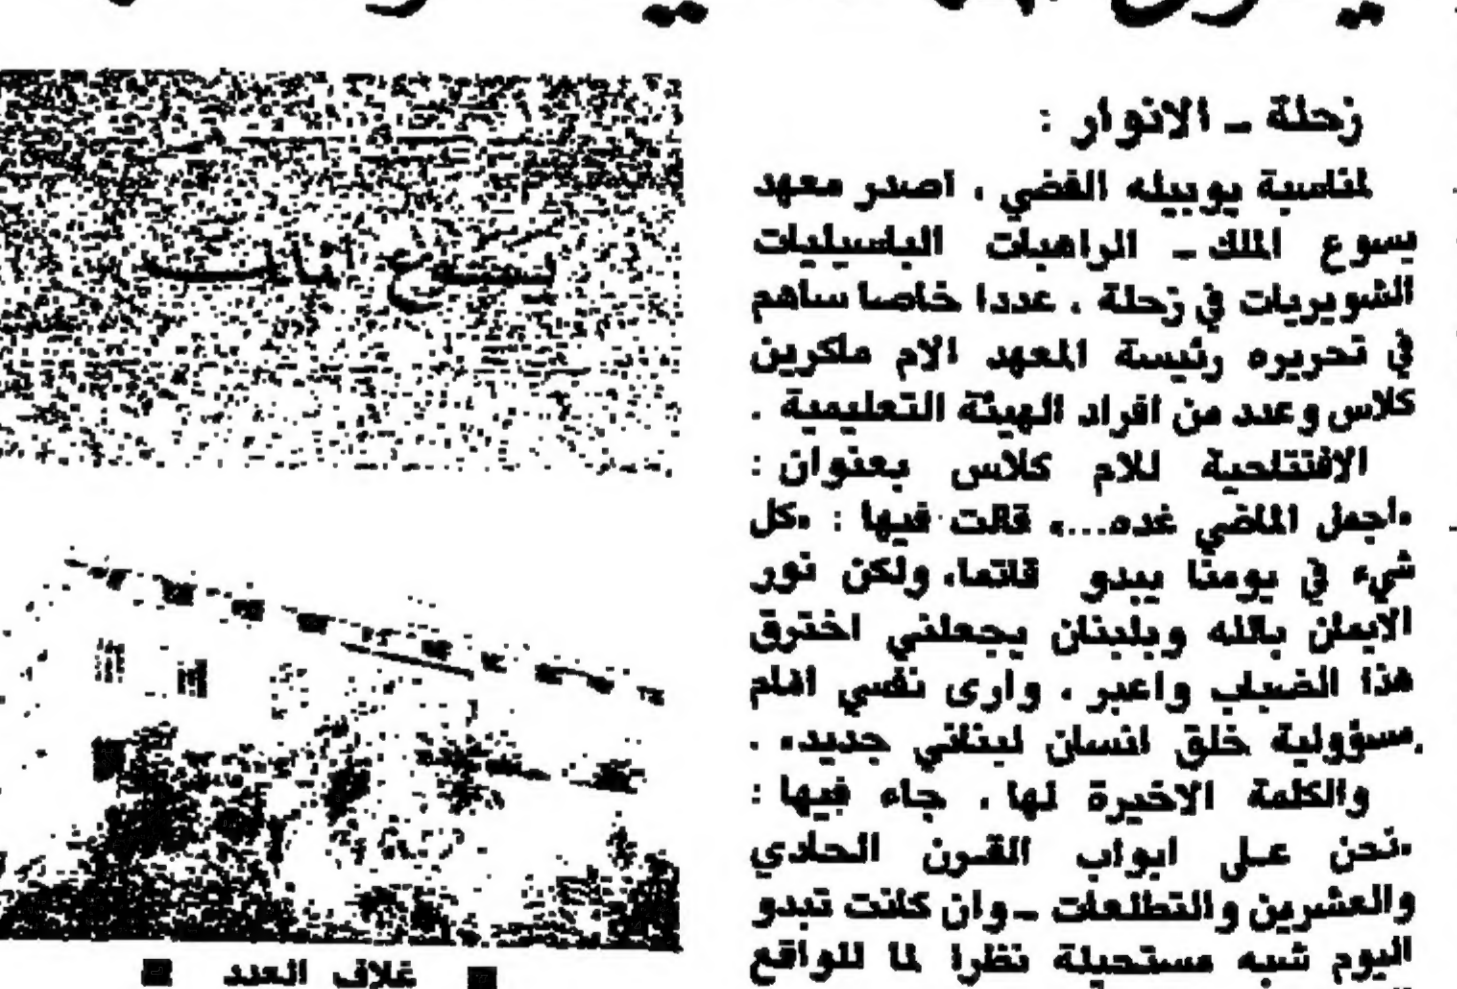 زحلة ـ الانوار :
لمناسبة يوبيله الفضي ، اصدر معهد
يسوع الملك ـ الراهبات الباسيليات
الشويريات في زحلة ، عددا خاصا ساهم
في تحريره رئيسة المعهد الام ماكرين
كلاس وعدد من افراد الهيئة التعليمية .
الافتتاحية للام كلاس بعنوان :
«اجمل الماضي غده...» قالت فيها : «كل
شيء في يومنا يبدو قاتما، ولكن نور
الايمان بالله وبلبنان يجعلني اخترق
هذا الضباب واعبر ، وارى نفسي امام
مسؤولية خلق انسان لبناني جديد» .
والكلمة الاخيرة لها ، جاء فيها :
«نحن على ابواب القرن الحادي
والعشرين والتطلعات ـ وان كانت تبدو
اليوم شبه مستحيلة نظرا لما للواقع
يسوع
غلاف العدد